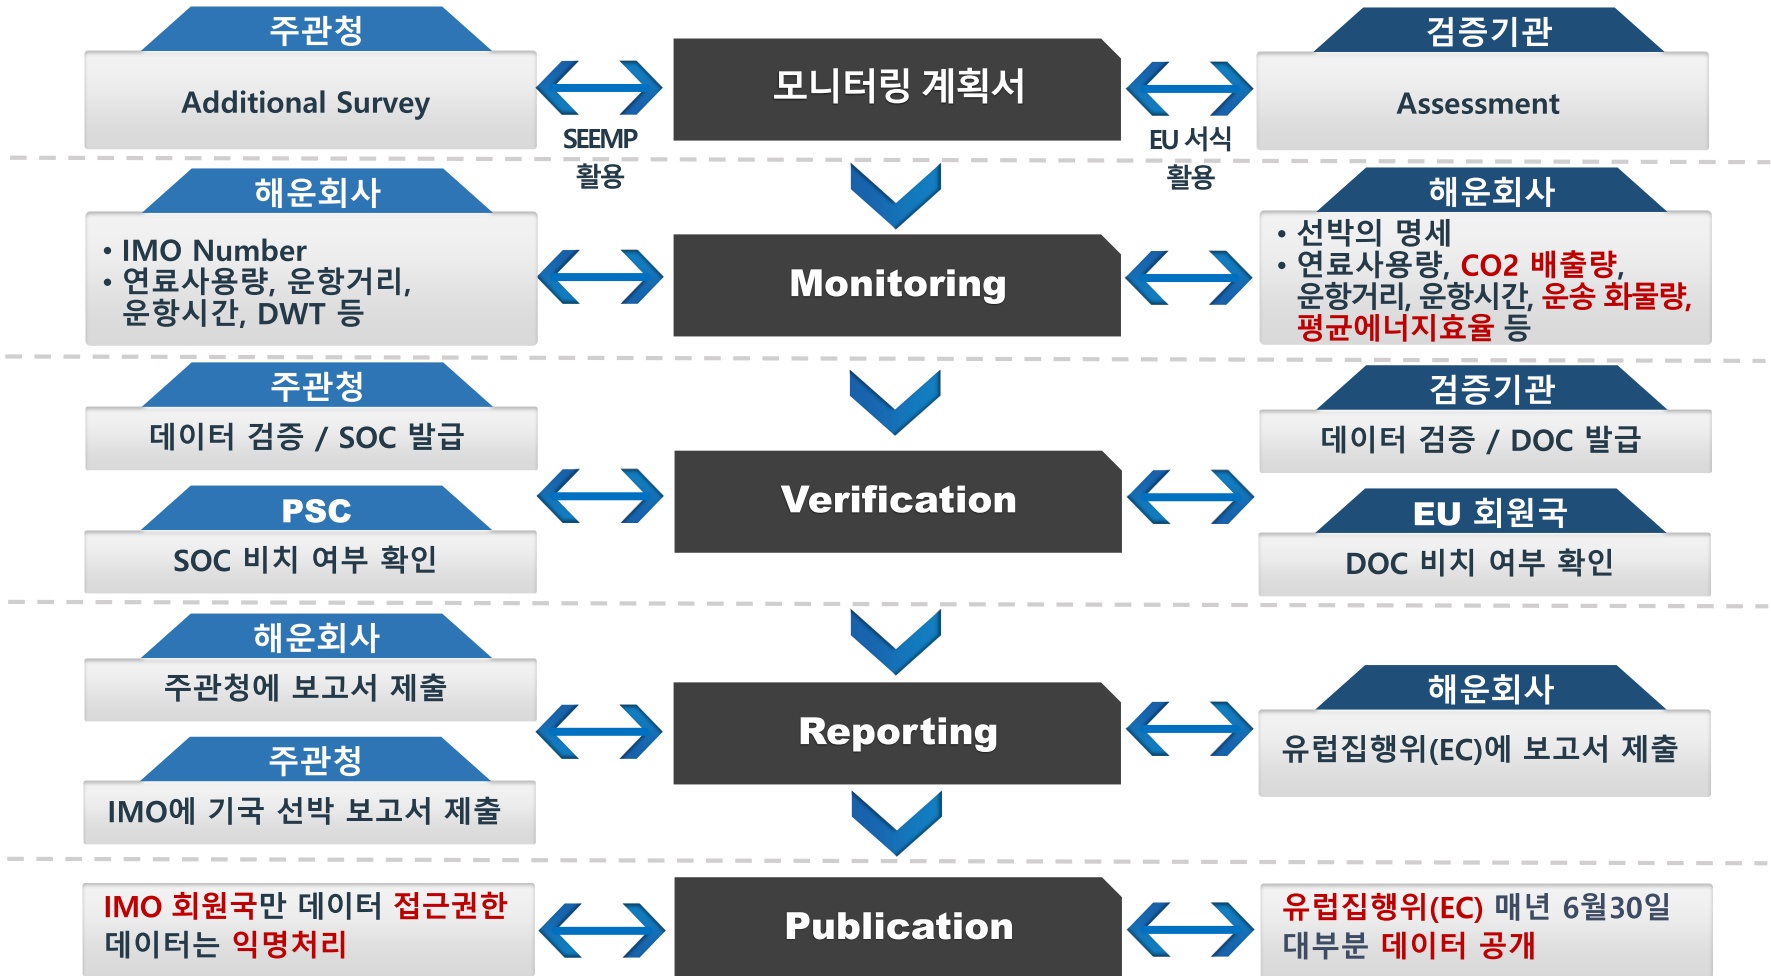 주관청
Additional Survey
SEEMP
활용
모니터링 계획서
EU 서식
활용
검증기관
Assessment
해운회사
• IMO Number
• 연료사용량, 운항거리,
운항시간, DWT 등
Monitoring
해운회사
• 선박의 명세
• 연료사용량, CO2 배출량,
운항거리, 운항시간, 운송 화물량,
평균에너지효율 등
주관청
데이터 검증 / SOC 발급
PSC
SOC 비치 여부 확인
Verification
검증기관
데이터 검증 / DOC 발급
EU 회원국
DOC 비치 여부 확인
해운회사
주관청에 보고서 제출
주관청
IMO에 기국 선박 보고서 제출
Reporting
해운회사
유럽집행위(EC)에 보고서 제출
IMO 회원국만 데이터 접근권한
데이터는 익명처리
Publication
유럽집행위(EC) 매년 6월30일
대부분 데이터 공개